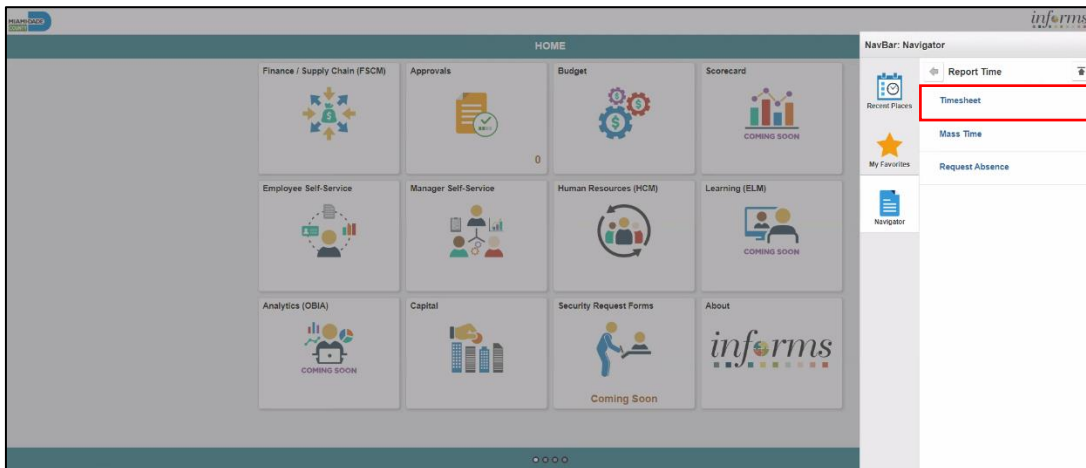 MIAMI-DADE
COUNTY
informs
HOME
NavBar: Navigator
Finance / Supply Chain (FSCM)
Approvals
0
Budget
Scorecard
COMING SOON
Employee Self-Service
Manager Self-Service
Human Resources (HCM)
Learning (ELM)
COMING SOON
Analytics (OBIA)
COMING SOON
Capital
Security Request Forms
Coming Soon
About
informs
Recent Places
My Favorites
Navigator
Report Time
Timesheet
Mass Time
Request Absence